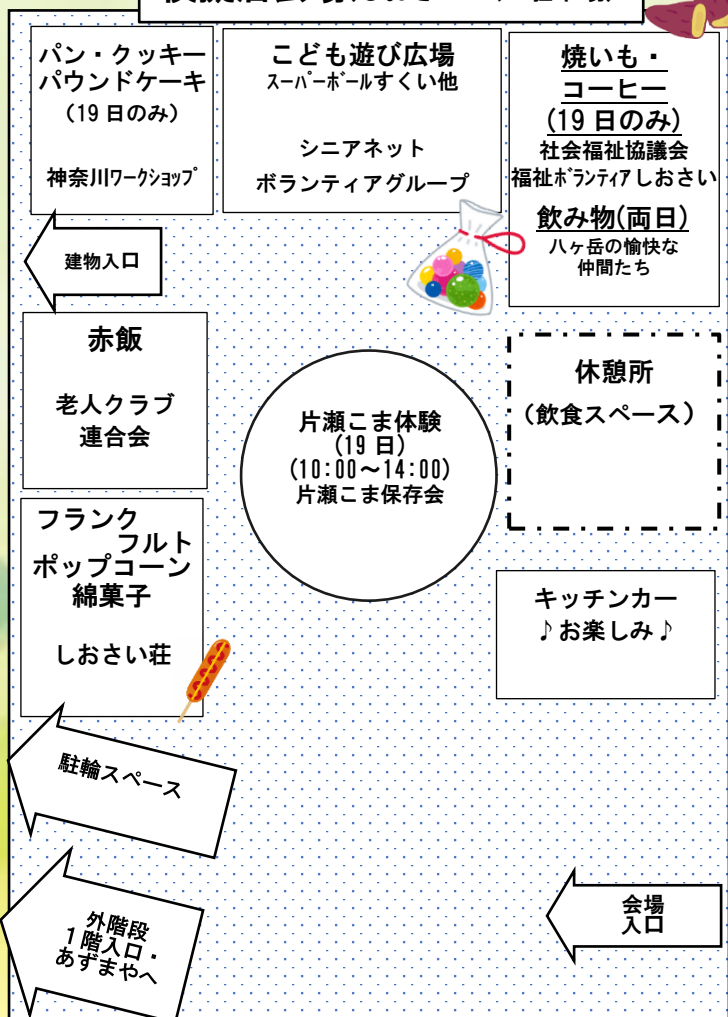 パン・クッキー
パウンドケーキ
(19日のみ)
神奈川ワークショップ
こども遊び広場
スーパーボールすくい他
シニアネット
ボランティアグループ
焼いも・
コーヒー
(19日のみ)
社会福祉協議会
福祉ボランティアしおさい
飲み物(両日)
八ヶ岳の愉快な
仲間たち
建物入口
赤飯
老人クラブ
連合会
片瀬こま体験
(19日)
(10:00～14:00)
片瀬こま保存会
休憩所
(飲食スペース)
フランク
フルト
ポップコーン
綿菓子
しおさい荘
キッチンカー
♪お楽しみ♪
駐輪スペース
外階段
1階入口・
あずまやへ
会場
入口